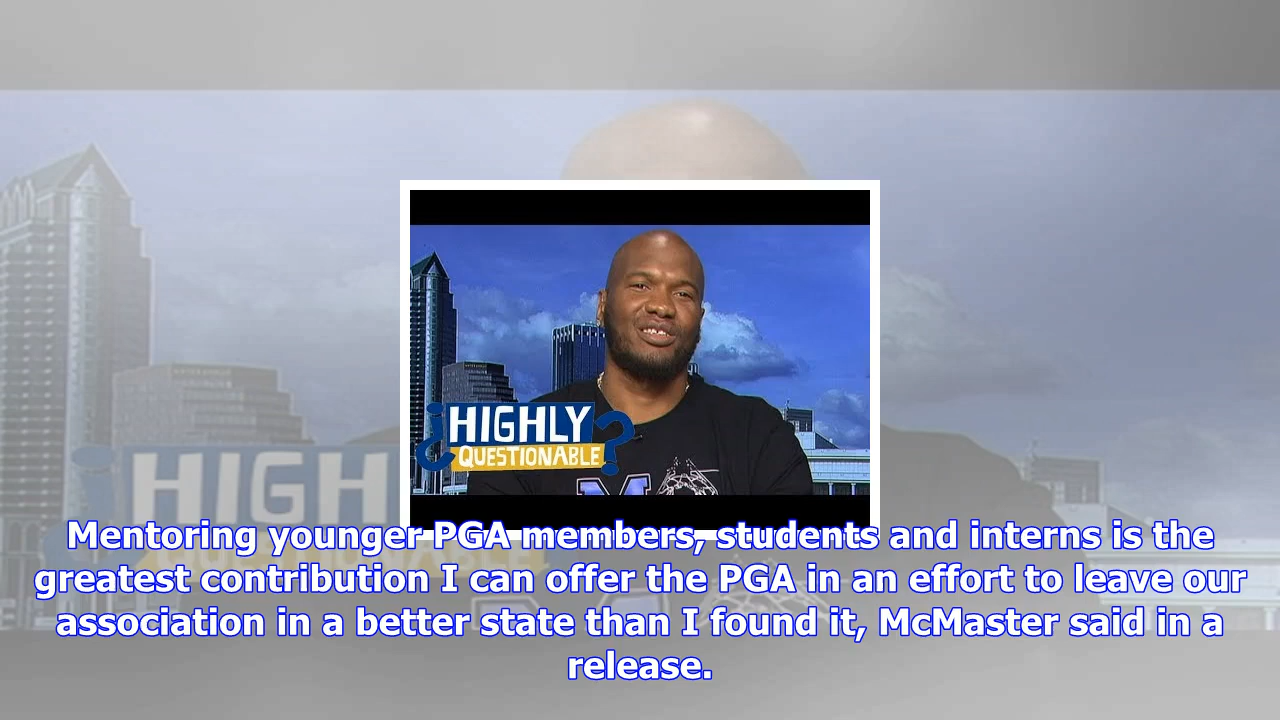 ¿HIGHLY
QUESTIONABLE?
HIGH
Mentoring younger PGA members, students and interns is the
greatest contribution I can offer the PGA in an effort to leave our
association in a better state than I found it, McMaster said in a
release.